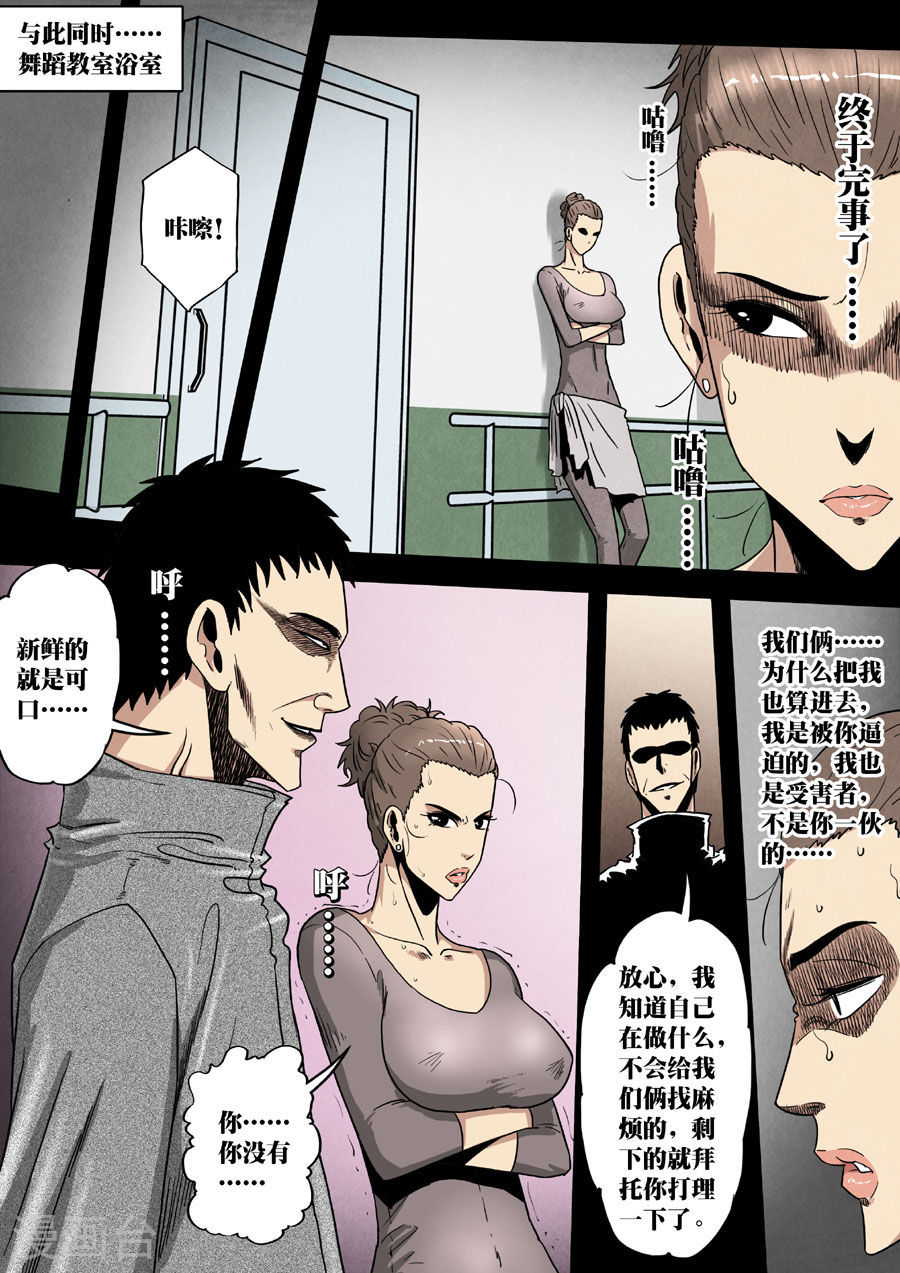 与此同时……
舞蹈教室浴室
咔嚓！
咕噜……
终于完事了……
咕噜……
呼……
新鲜的
就是可
口……
呼……
你……
你没有
……
放心，我
知道自己
在做什么，
不会给我
们俩找麻
烦的，剩
下的就拜
托你打理
一下了。
我们俩……
为什么把我
也算进去，
我是被你逼
迫的，我也
是受害者，
不是你一伙
的……
漫画台